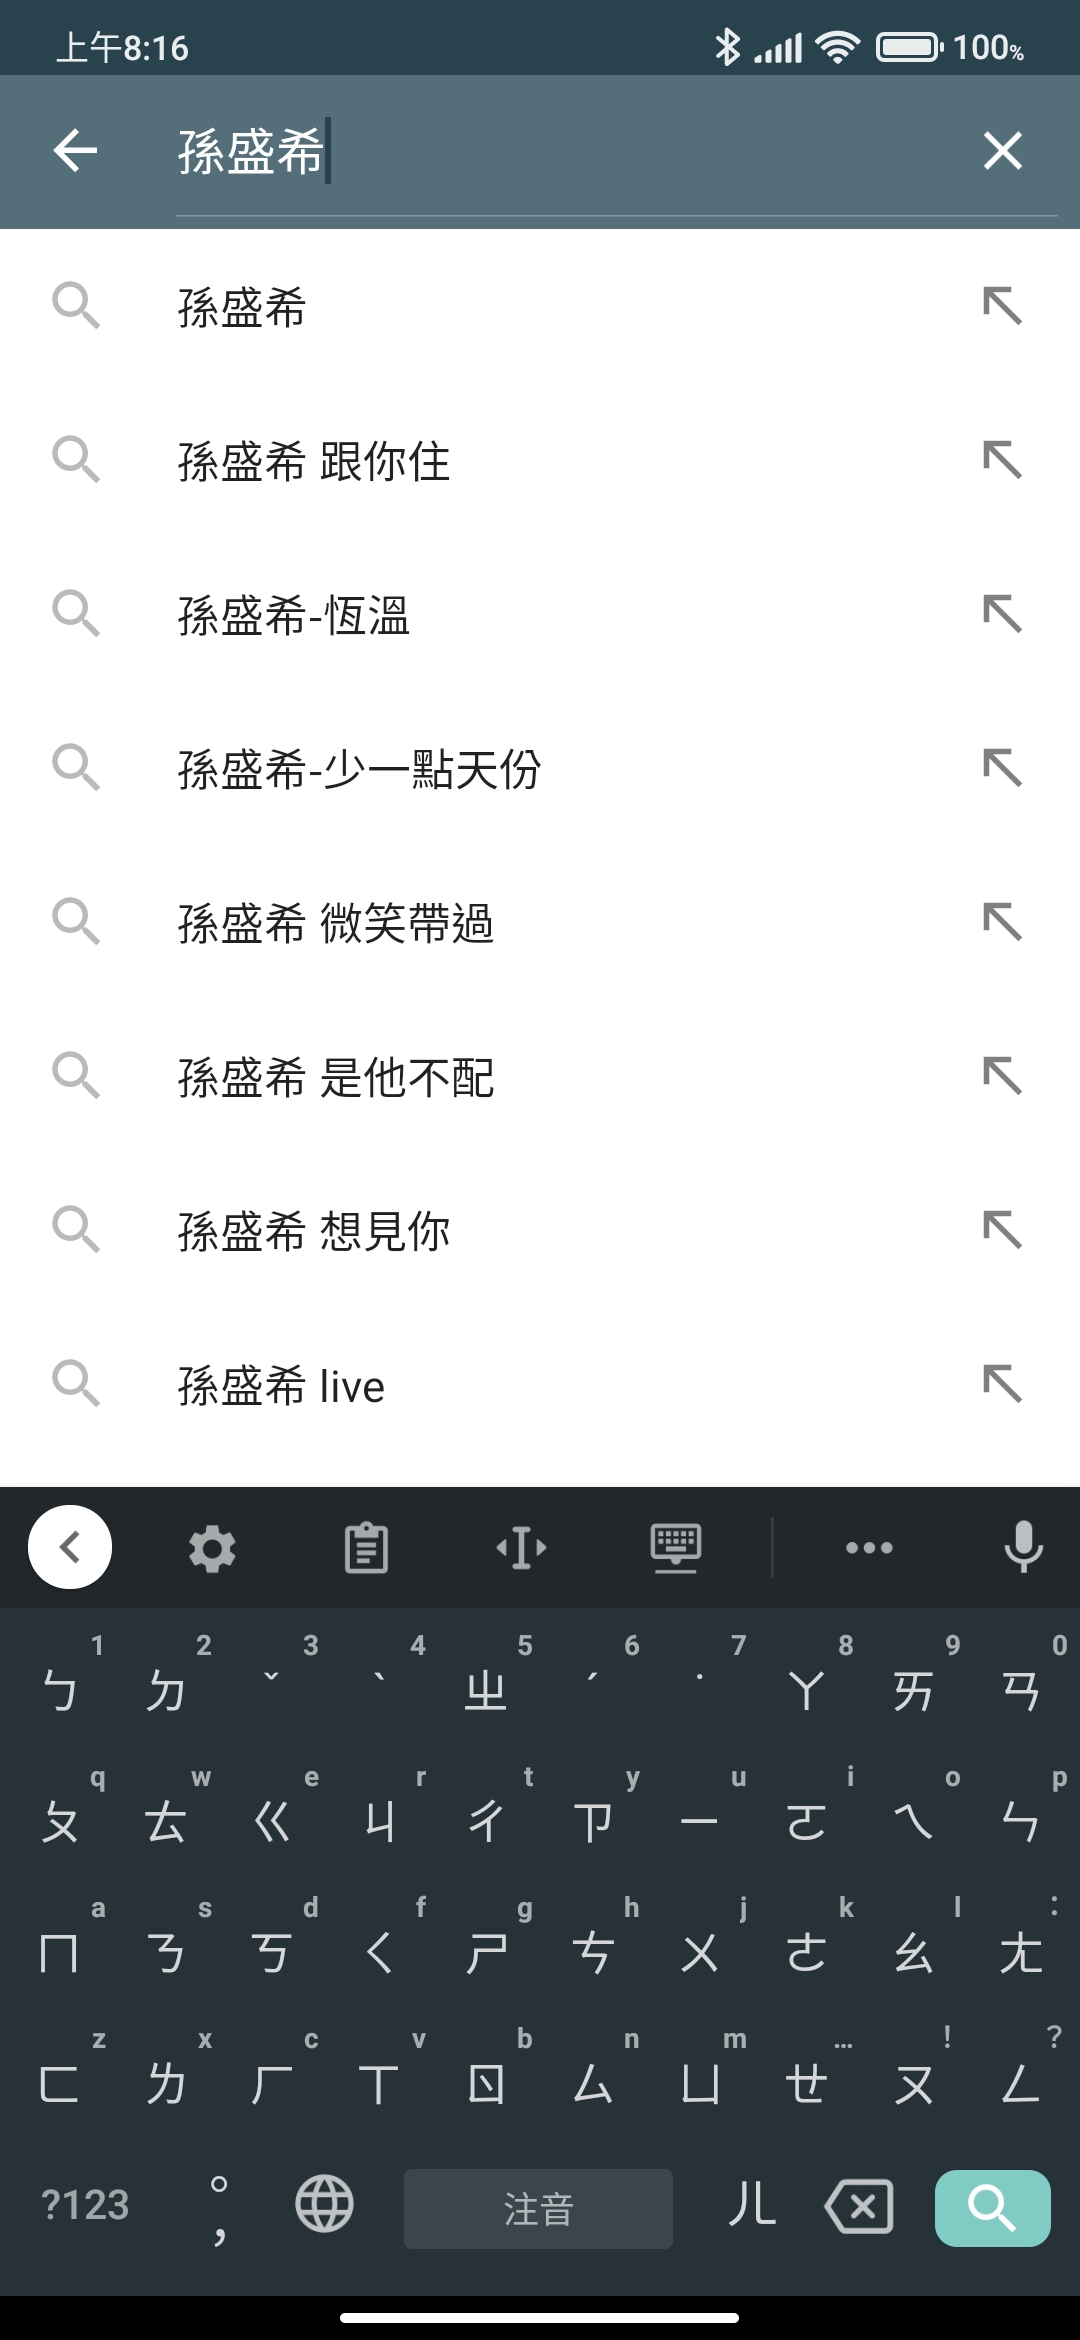 上午8:16
100%
孫盛希
孫盛希
孫盛希 跟你住
孫盛希-恆溫
孫盛希-少一點天份
孫盛希 微笑帶過
孫盛希 是他不配
孫盛希 想見你
孫盛希 live
1 2 3 4 5 6 7 8 9 0
ㄅ ㄉ ˇ ˋ ㄓ ˊ ˙ ㄚ ㄞ ㄢ
q w e r t y u i o p
ㄆ ㄊ ㄍ ㄐ ㄔ ㄗ ㄧ ㄛ ㄟ ㄣ
a s d f g h j k l :
ㄇ ㄋ ㄎ ㄑ ㄕ ㄘ ㄨ ㄜ ㄠ ㄤ
z x c v b n m … ! ?
ㄈ ㄌ ㄏ ㄒ ㄖ ㄙ ㄩ ㄝ ㄡ ㄥ
?123 。 , 注音 ㄦ